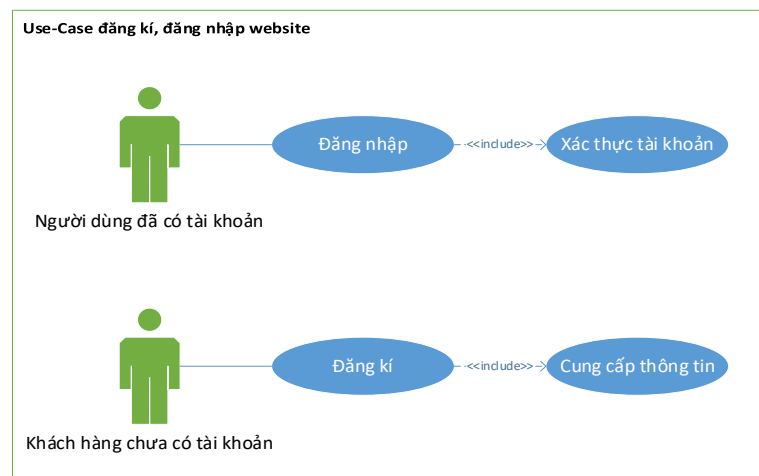 Use-Case đăng kí, đăng nhập website
Đăng nhập
<<include>>
Xác thực tài khoản
Người dùng đã có tài khoản
Đăng kí
<<include>>
Cung cấp thông tin
Khách hàng chưa có tài khoản